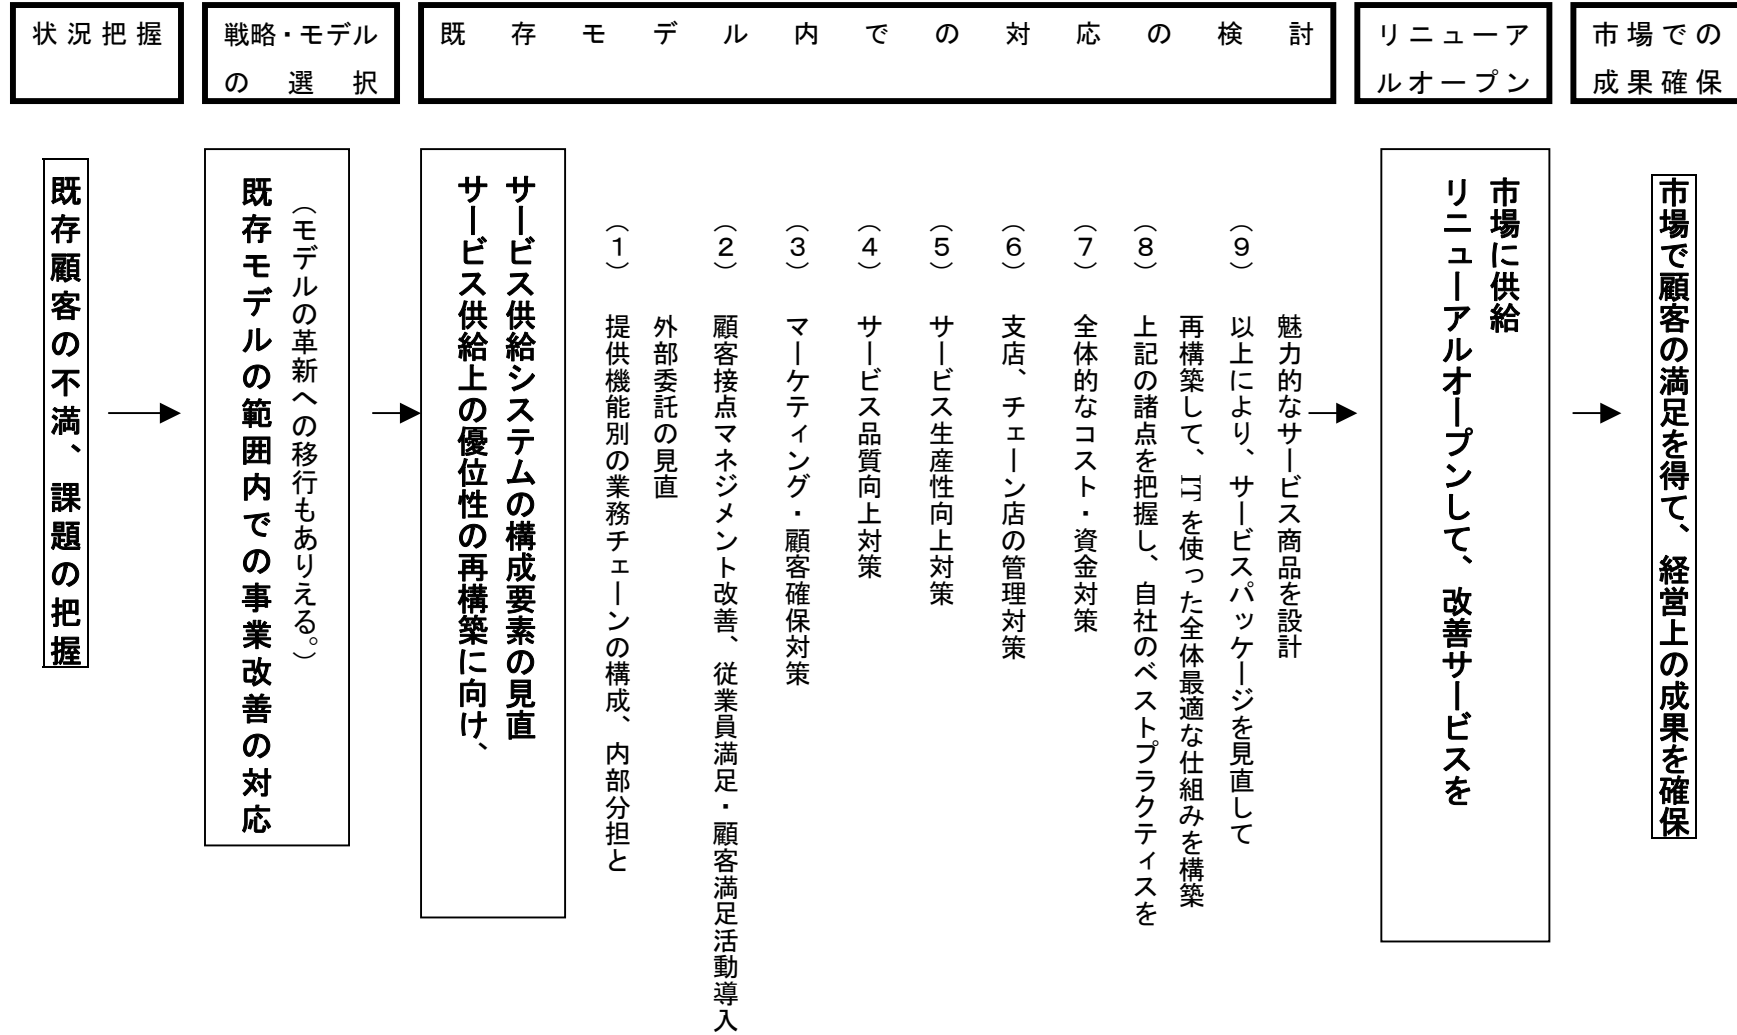 状況把握
戦略・モデル
の選択
既存モデル内での対応の検討
リニューア
ルオープン
市場での
成果確保
既存顧客の不満、課題の把握
既存モデルの範囲内での事業改善の対応
（モデルの革新への移行もありえる。）
サービス供給上の優位性の再構築に向け、
サービス供給システムの構成要素の見直
（１） 提供機能別の業務チェーンの構成、内部分担と
外部委託の見直
（２） 顧客接点マネジメント改善、従業員満足・顧客満足活動導入
（３） マーケティング・顧客確保対策
（４） サービス品質向上対策
（５） サービス生産性向上対策
（６） 支店、チェーン店の管理対策
（７） 全体的なコスト・資金対策
（８） 上記の諸点を把握し、自社のベストプラクティスを
再構築して、ITを使った全体最適な仕組みを構築
（９） 以上により、サービスパッケージを見直して
魅力的なサービス商品を設計
リニューアルオープンして、改善サービスを
市場に供給
市場で顧客の満足を得て、経営上の成果を確保